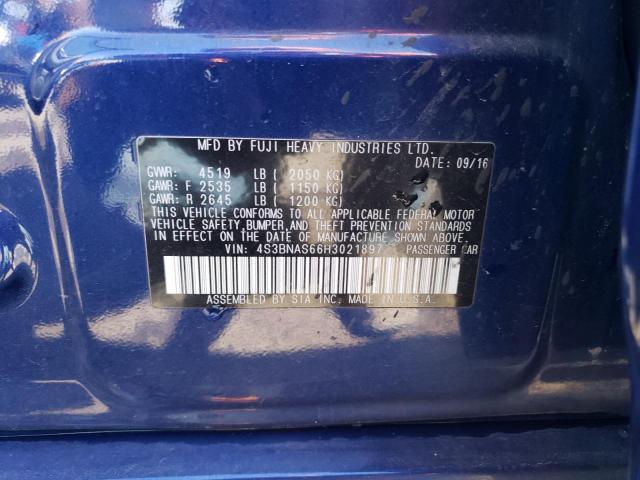 MFD BY FUJI HEAVY INDUSTRIES LTD.
DATE: 09/16
GVWR: 4519 LB ( 2050 KG)
GAWR: F 2535 LB ( 1150 KG)
GAWR: R 2645 LB ( 1200 KG)
THIS VEHICLE CONFORMS TO ALL APPLICABLE FEDERAL MOTOR
VEHICLE SAFETY, BUMPER, AND THEFT PREVENTION STANDARDS
IN EFFECT ON THE DATE OF MANUFACTURE SHOWN ABOVE.
VIN: 4S3BNAS66H3021897 PASSENGER CAR
ASSEMBLED BY SIA INC. MADE IN U.S.A.